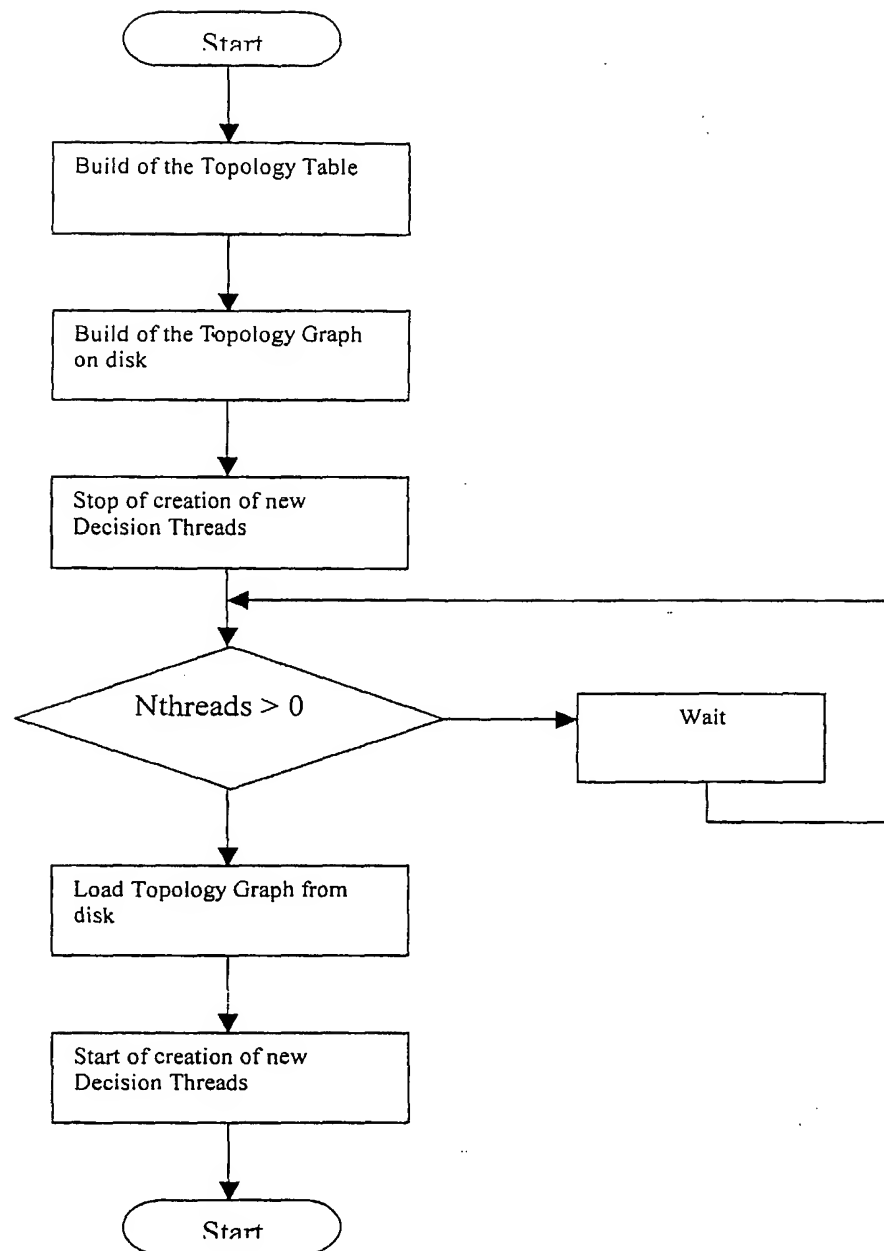 Start
Build of the Topology Table
Build of the Topology Graph
on disk
Stop of creation of new
Decision Threads
Nthreads > 0
Wait
Load Topology Graph from
disk
Start of creation of new
Decision Threads
Start